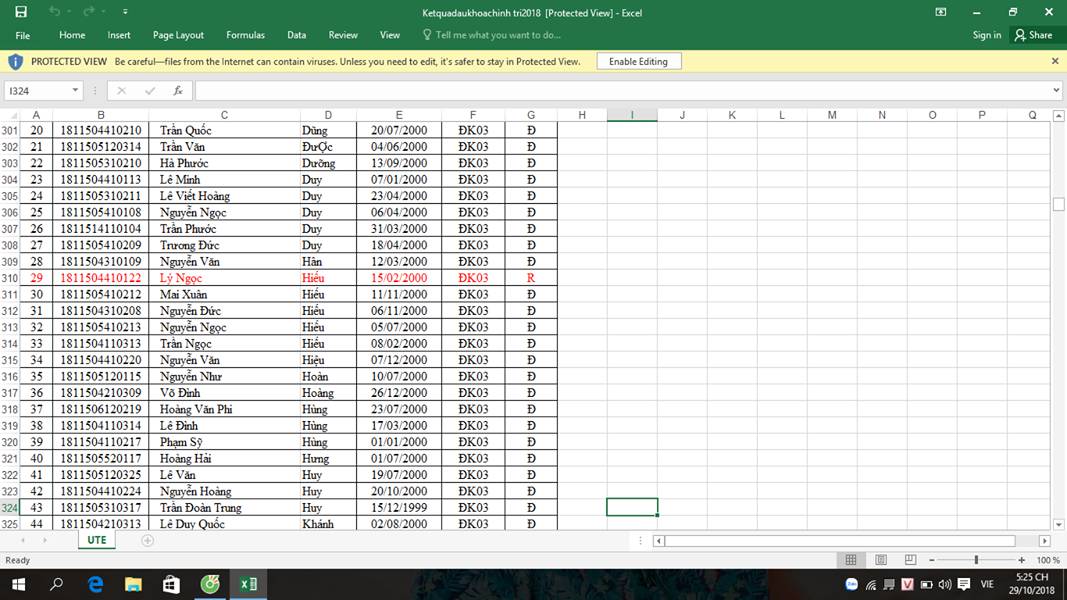 Ketquadaukhoachinh tri2018 [Protected View] - Excel
File Home Insert Page Layout Formulas Data Review View Tell me what you want to do... Sign in Share
PROTECTED VIEW Be careful—files from the Internet can contain viruses. Unless you need to edit, it's safer to stay in Protected View. Enable Editing
I324 fx
A B C D E F G H I J K L M N O P Q
301 20 1811504410210 Trần Quốc Dũng 20/07/2000 ĐK03 Đ
302 21 1811505120314 Trần Văn ĐưỢc 04/06/2000 ĐK03 Đ
303 22 1811505310210 Hà Phước Dưỡng 13/09/2000 ĐK03 Đ
304 23 1811504410113 Lê Minh Duy 07/01/2000 ĐK03 Đ
305 24 1811505310211 Lê Viết Hoàng Duy 23/04/2000 ĐK03 Đ
306 25 1811505410108 Nguyễn Ngọc Duy 06/04/2000 ĐK03 Đ
307 26 1811514110104 Trần Phước Duy 31/03/2000 ĐK03 Đ
308 27 1811505410209 Trương Đức Duy 18/04/2000 ĐK03 Đ
309 28 1811504310109 Nguyễn Văn Hân 12/03/2000 ĐK03 Đ
310 29 1811504410122 Lý Ngọc Hiếu 15/02/2000 ĐK03 R
311 30 1811505410212 Mai Xuân Hiếu 11/11/2000 ĐK03 Đ
312 31 1811504310208 Nguyễn Đức Hiếu 06/11/2000 ĐK03 Đ
313 32 1811505410213 Nguyễn Ngọc Hiếu 05/07/2000 ĐK03 Đ
314 33 1811504110313 Trần Ngọc Hiếu 08/02/2000 ĐK03 Đ
315 34 1811504410220 Nguyễn Văn Hiệu 07/12/2000 ĐK03 Đ
316 35 1811505120115 Nguyễn Như Hoàn 10/07/2000 ĐK03 Đ
317 36 1811504210309 Võ Đình Hoàng 26/12/2000 ĐK03 Đ
318 37 1811506120219 Hoàng Văn Phi Hùng 23/07/2000 ĐK03 Đ
319 38 1811504110314 Lê Đình Hùng 17/03/2000 ĐK03 Đ
320 39 1811504110217 Phạm Sỹ Hùng 01/01/2000 ĐK03 Đ
321 40 1811505520117 Hoàng Hải Hưng 01/07/2000 ĐK03 Đ
322 41 1811505120325 Lê Văn Huy 19/07/2000 ĐK03 Đ
323 42 1811504410224 Nguyễn Hoàng Huy 20/10/2000 ĐK03 Đ
324 43 1811505310317 Trần Đoàn Trung Huy 15/12/1999 ĐK03 Đ
325 44 1811504210313 Lê Duy Quốc Khánh 02/08/2000 ĐK03 Đ
UTE
Ready 100 %
VIE 5:25 CH
29/10/2018